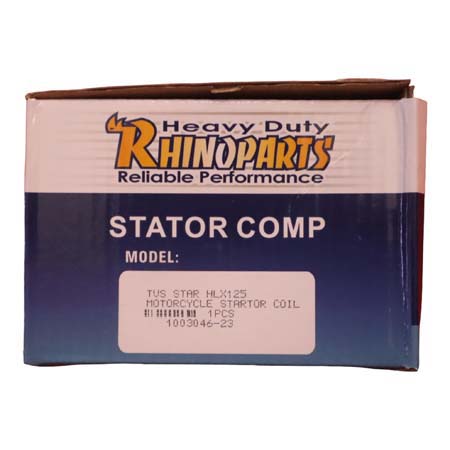 Heavy Duty
RHINOPARTS
Reliable Performance
STATOR COMP
MODEL:
TVS STAR HLX125
MOTORCYCLE STARTOR COIL
1PCS
1003046-23